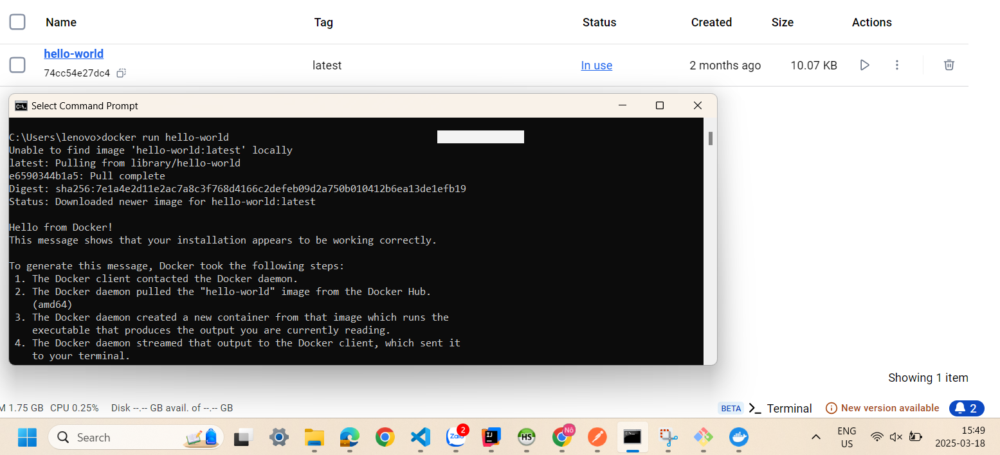 Name Tag Status Created Size Actions
hello-world
74cc54e27dc4
latest In use 2 months ago 10.07 KB
Select Command Prompt
C:\Users\lenovo>docker run hello-world
Unable to find image 'hello-world:latest' locally
latest: Pulling from library/hello-world
e6590344b1a5: Pull complete
Digest: sha256:7e1a4e2d11e2ac7a8c3f768d4166c2defeb09d2a750b010412b6ea13de1efb19
Status: Downloaded newer image for hello-world:latest
Hello from Docker!
This message shows that your installation appears to be working correctly.
To generate this message, Docker took the following steps:
1. The Docker client contacted the Docker daemon.
2. The Docker daemon pulled the "hello-world" image from the Docker Hub.
(amd64)
3. The Docker daemon created a new container from that image which runs the
executable that produces the output you are currently reading.
4. The Docker daemon streamed that output to the Docker client, which sent it
to your terminal.
Showing 1 item
M 1.75 GB CPU 0.25% Disk --.-- GB avail. of --.-- GB
BETA >_ Terminal New version available 2
Search
Zalo 2
IJ
HS
Nô
ENG
US
15:49
2025-03-18